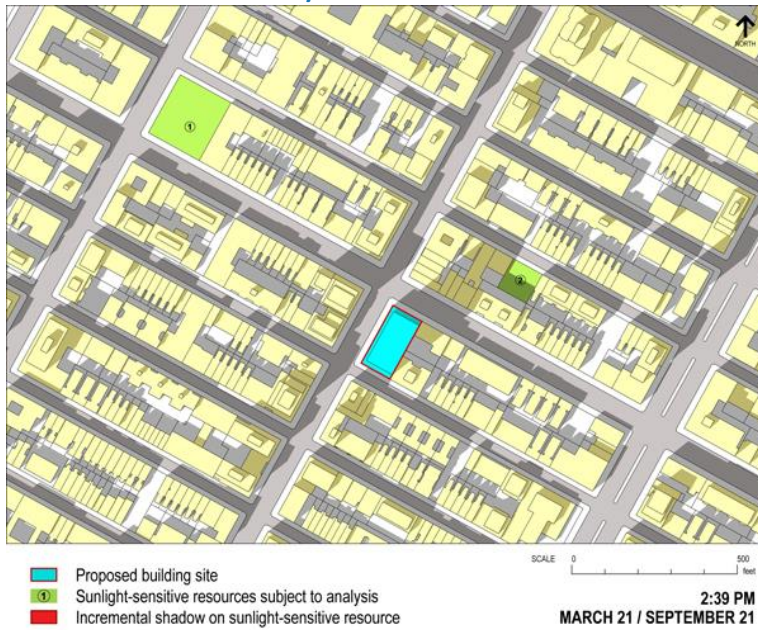 NORTH
①
②
SCALE 0 500
feet
Proposed building site
① Sunlight-sensitive resources subject to analysis
Incremental shadow on sunlight-sensitive resource
2:39 PM
MARCH 21 / SEPTEMBER 21